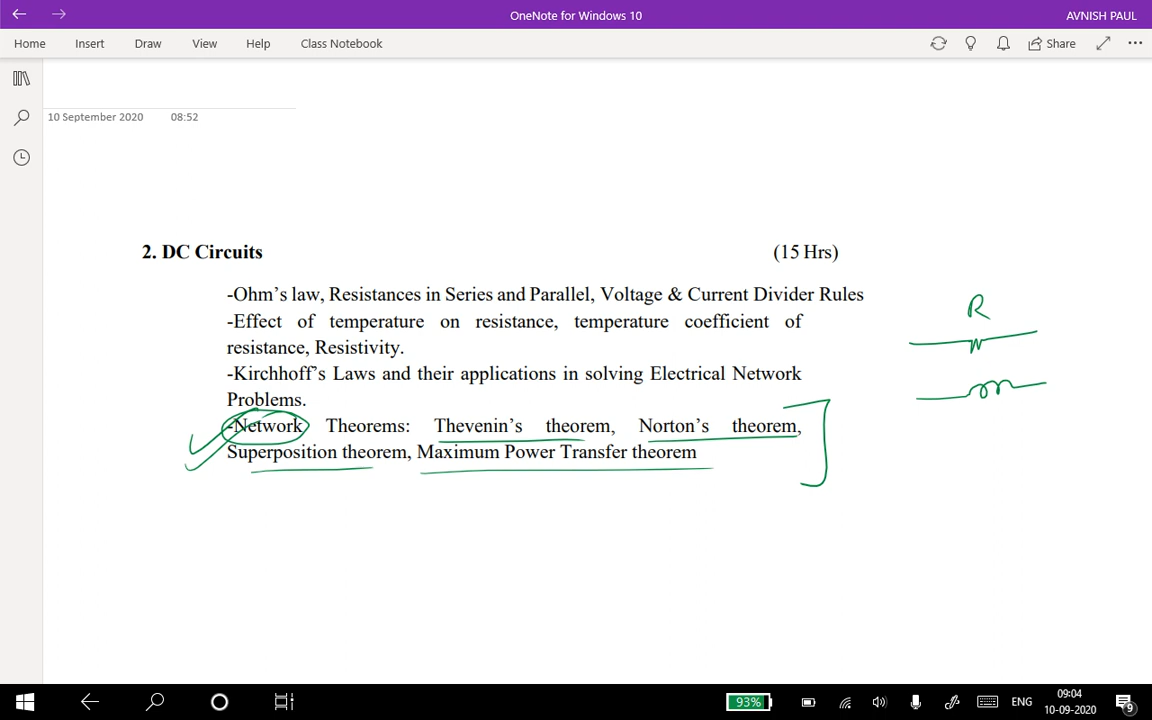 OneNote for Windows 10
AVNISH PAUL
Home Insert Draw View Help Class Notebook Share
10 September 2020 08:52
2. DC Circuits (15 Hrs)
-Ohm's law, Resistances in Series and Parallel, Voltage & Current Divider Rules
R
-Effect of temperature on resistance, temperature coefficient of
resistance, Resistivity.
-Kirchhoff's Laws and their applications in solving Electrical Network
Problems.
-Network Theorems: Thevenin's theorem, Norton's theorem,
Superposition theorem, Maximum Power Transfer theorem
93% ENG 09:04
10-09-2020 9